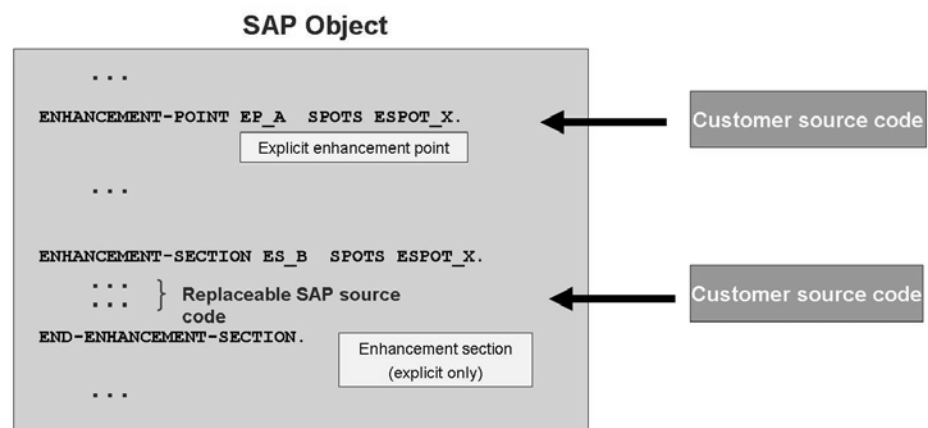 SAP Object
...
ENHANCEMENT-POINT EP_A SPOTS ESPOT_X.
Customer source code
Explicit enhancement point
...
ENHANCEMENT-SECTION ES_B SPOTS ESPOT_X.
...
...
Replaceable SAP source
code
Customer source code
END-ENHANCEMENT-SECTION.
Enhancement section
(explicit only)
...